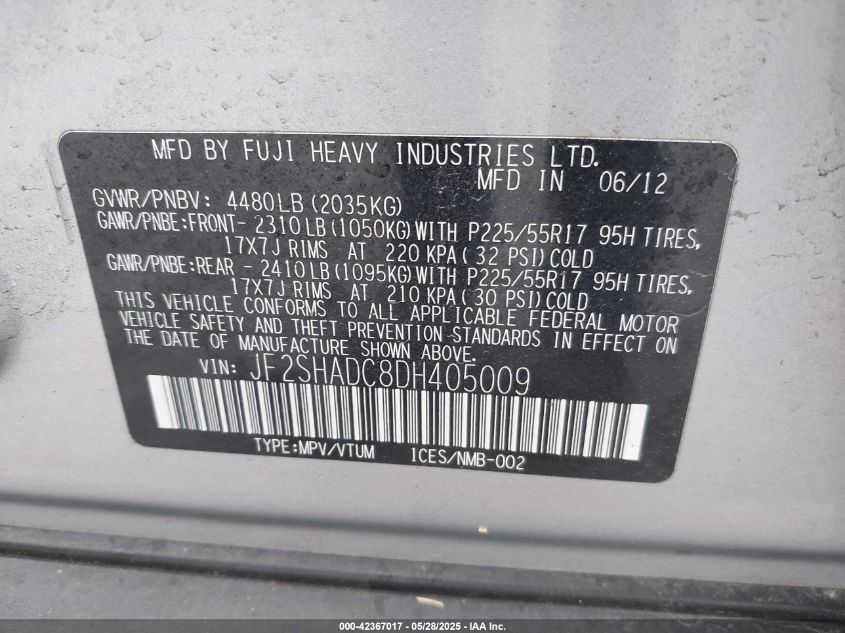 MFD BY FUJI HEAVY INDUSTRIES LTD.
MFD IN 06/12
GVWR/PNBV: 4480LB(2035KG)
GAWR/PNBE:FRONT- 2310LB(1050KG)WITH P225/55R17 95H TIRES,
17X7J RIMS AT 220 KPA( 32 PSI)COLD
GAWR/PNBE:REAR - 2410LB(1095KG)WITH P225/55R17 95H TIRES,
17X7J RIMS AT 210 KPA( 30 PSI)COLD
THIS VEHICLE CONFORMS TO ALL APPLICABLE FEDERAL MOTOR
VEHICLE SAFETY AND THEFT PREVENTION STANDARDS IN EFFECT ON
THE DATE OF MANUFACTURE SHOWN ABOVE.
VIN: JF2SHADC8DH405009
TYPE:MPV/VTUM ICES/NMB-002
000-42367017 - 05/28/2025 - IAA Inc.